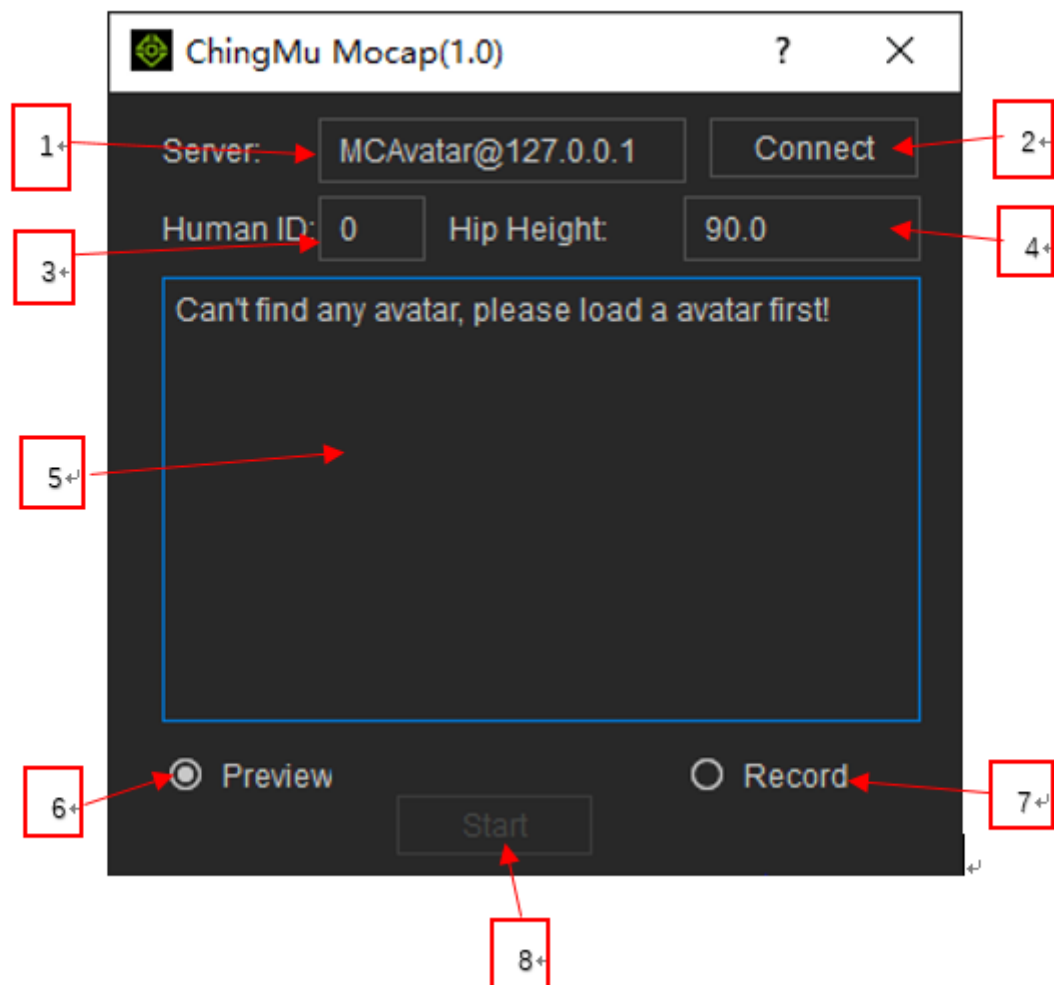 ChingMu Mocap(1.0) ? ×
1 Server: MCAvatar@127.0.0.1 Connect 2
3 Human ID: 0 Hip Height: 90.0 4
Can't find any avatar, please load a avatar first!
5
6 Preview Record 7
Start
8